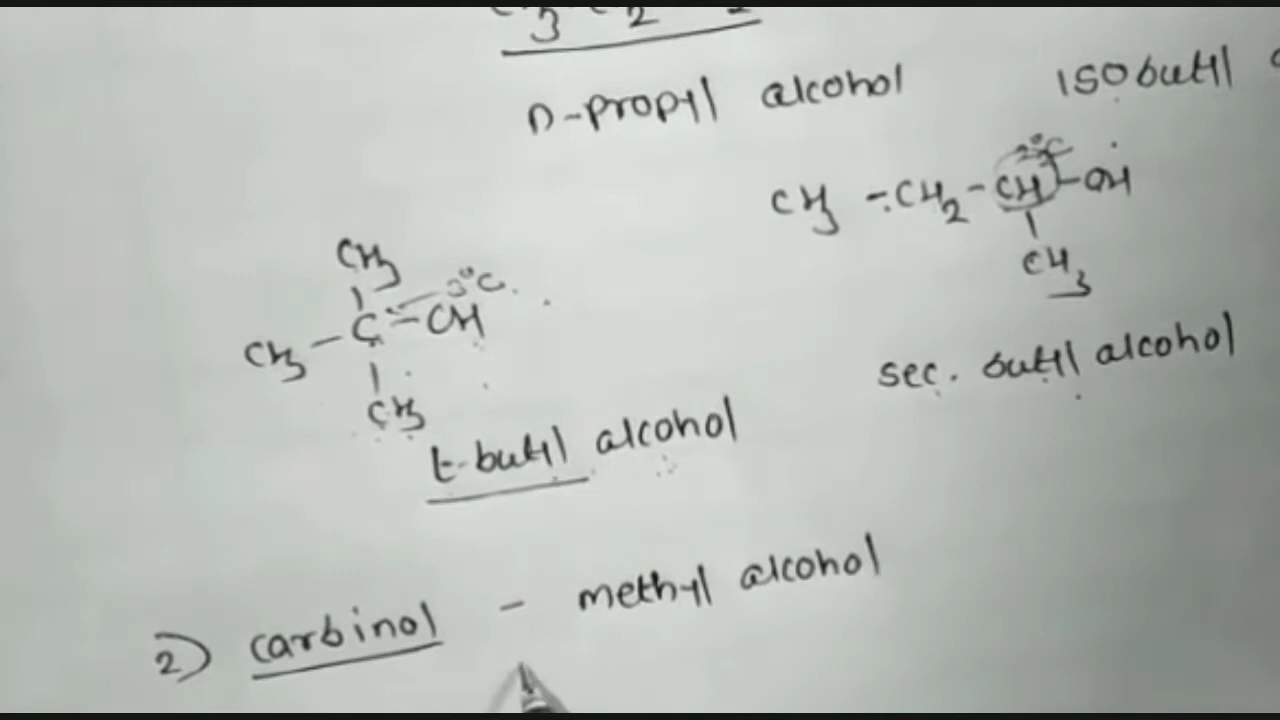 n-propyl alcohol isobutyl
CH3 - CH2 - CH - OH
CH3
sec. butyl alcohol
CH3
3°C
CH3 - C - OH
CH3
t-butyl alcohol
2) carbinol - methyl alcohol